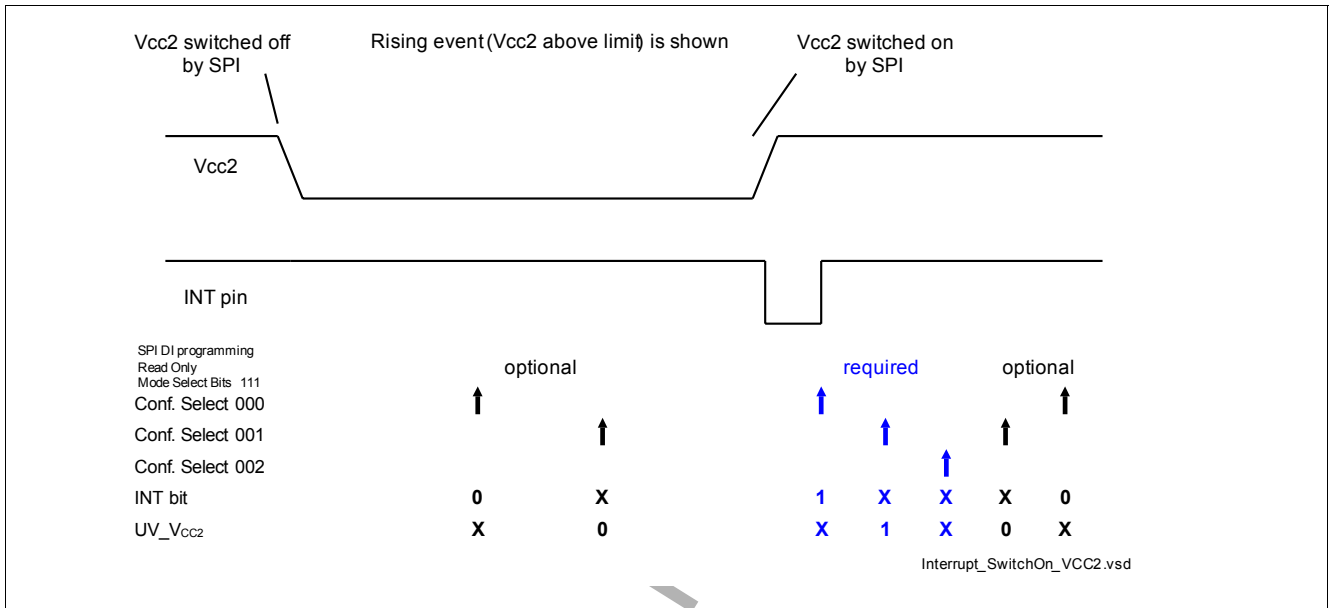 Vcc2 switched off by SPI
Rising event (Vcc2 above limit) is shown
Vcc2 switched on by SPI
Vcc2
INT pin
SPI DI programming
Read Only
Mode Select Bits 111
optional required optional
Conf. Select 000
Conf. Select 001
Conf. Select 002
INT bit 0 X 1 X X X 0
UV_VCC2 X 0 X 1 X 0 X
Interrupt_SwitchOn_VCC2.vsd